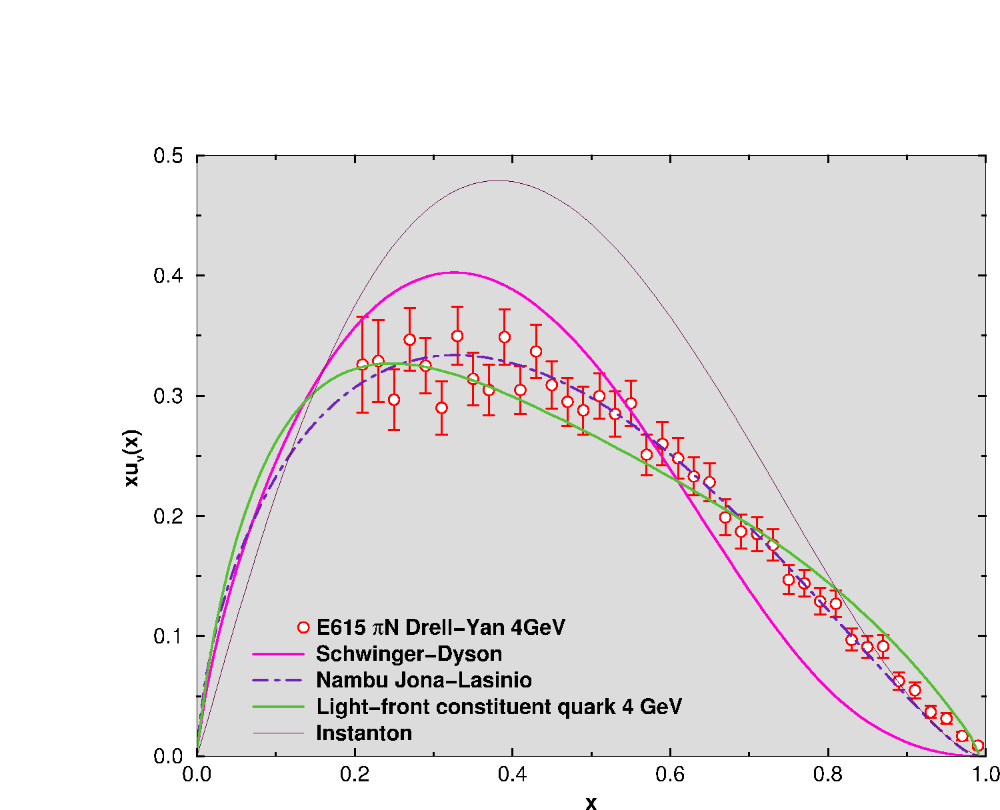 0.5
0.4
0.3
0.2
0.1
0.0
xuv(x)
E615 πN Drell−Yan 4GeV
Schwinger−Dyson
Nambu Jona−Lasinio
Light−front constituent quark 4 GeV
Instanton
0.0 0.2 0.4 0.6 0.8 1.0
x